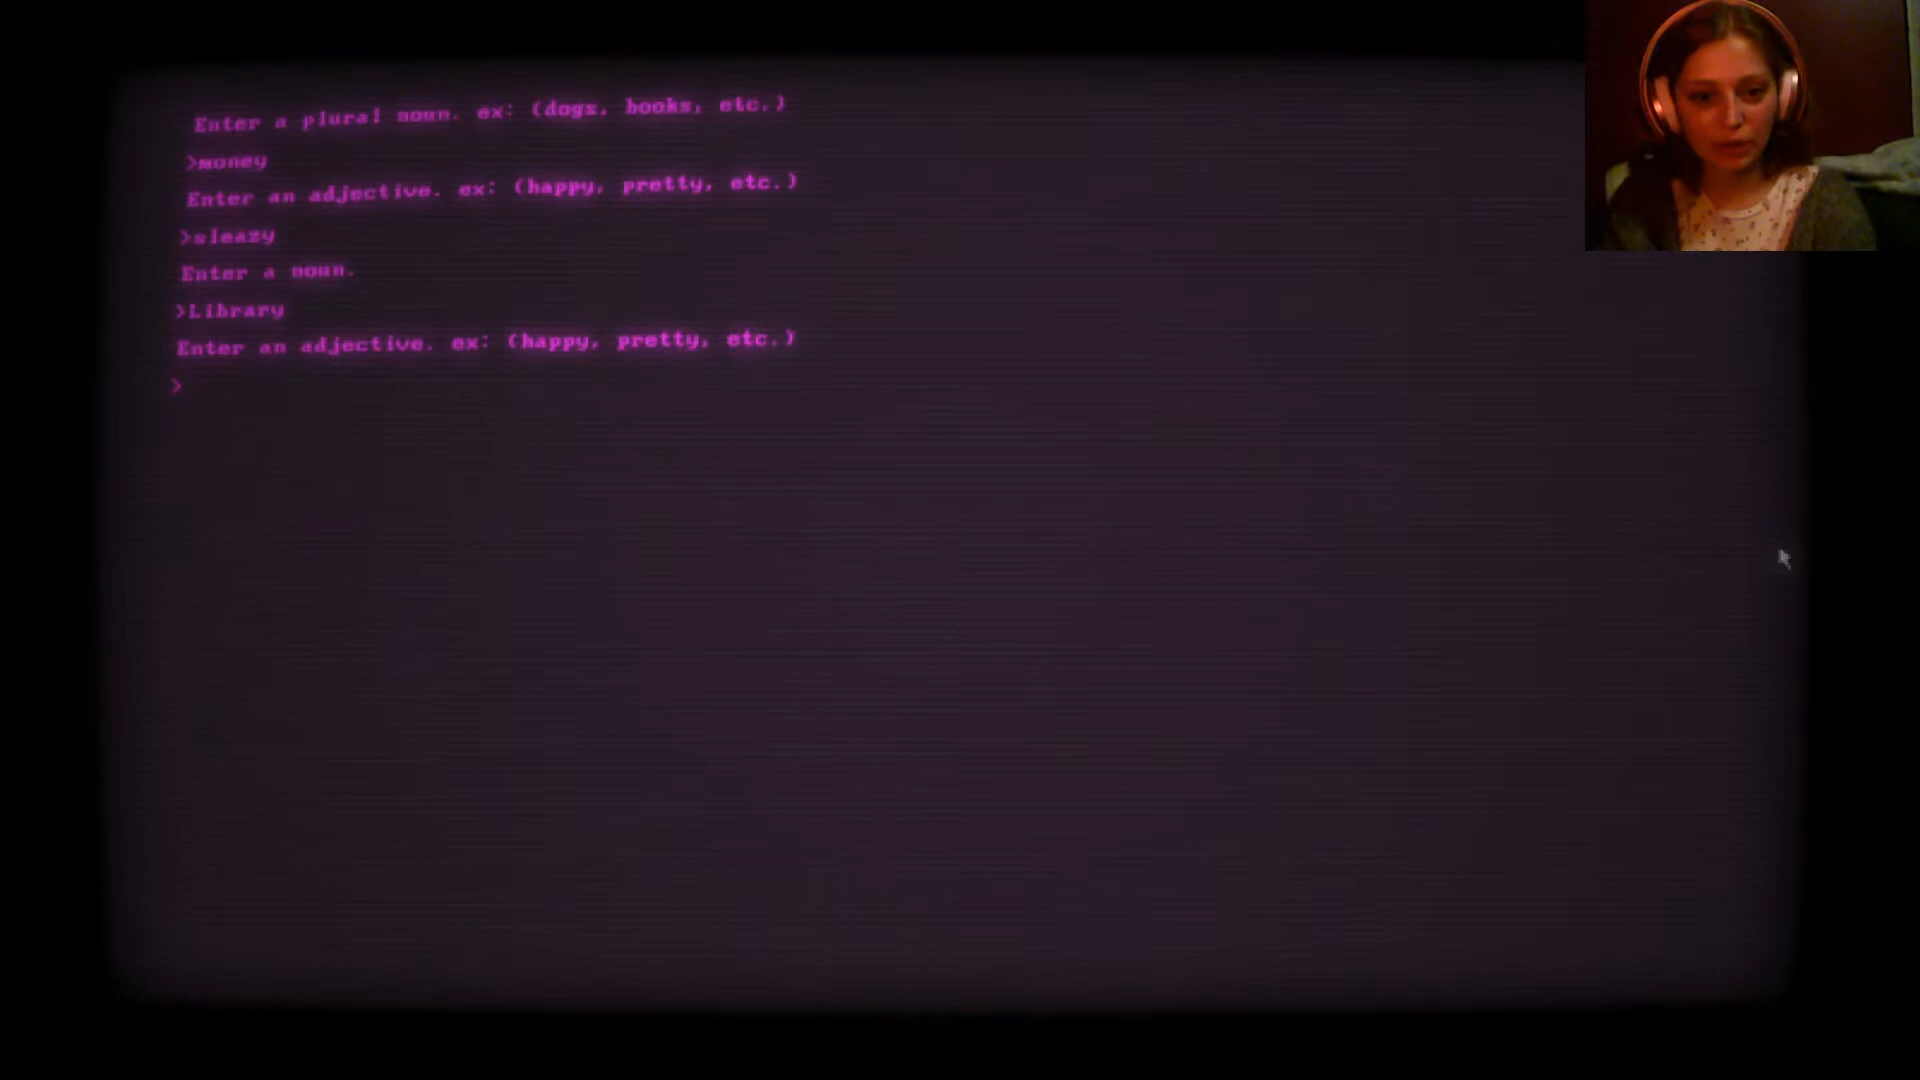 Enter a plural noun. ex: (dogs, books, etc.)
>money
Enter an adjective. ex: (happy, pretty, etc.)
>sleazy
Enter a noun.
>Library
Enter an adjective. ex: (happy, pretty, etc.)
>